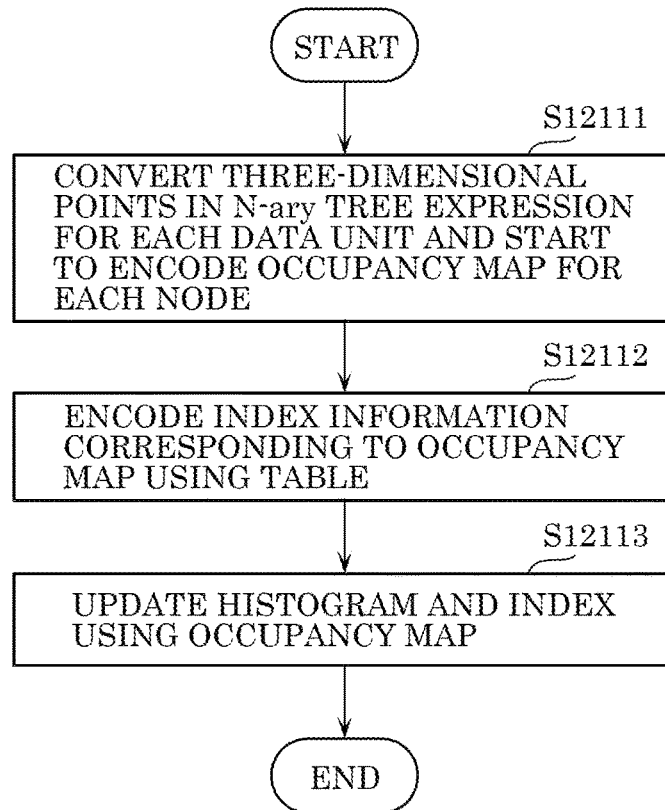 START
S12111
CONVERT THREE-DIMENSIONAL
POINTS IN N-ary TREE EXPRESSION
FOR EACH DATA UNIT AND START
TO ENCODE OCCUPANCY MAP FOR
EACH NODE
S12112
ENCODE INDEX INFORMATION
CORRESPONDING TO OCCUPANCY
MAP USING TABLE
S12113
UPDATE HISTOGRAM AND INDEX
USING OCCUPANCY MAP
END